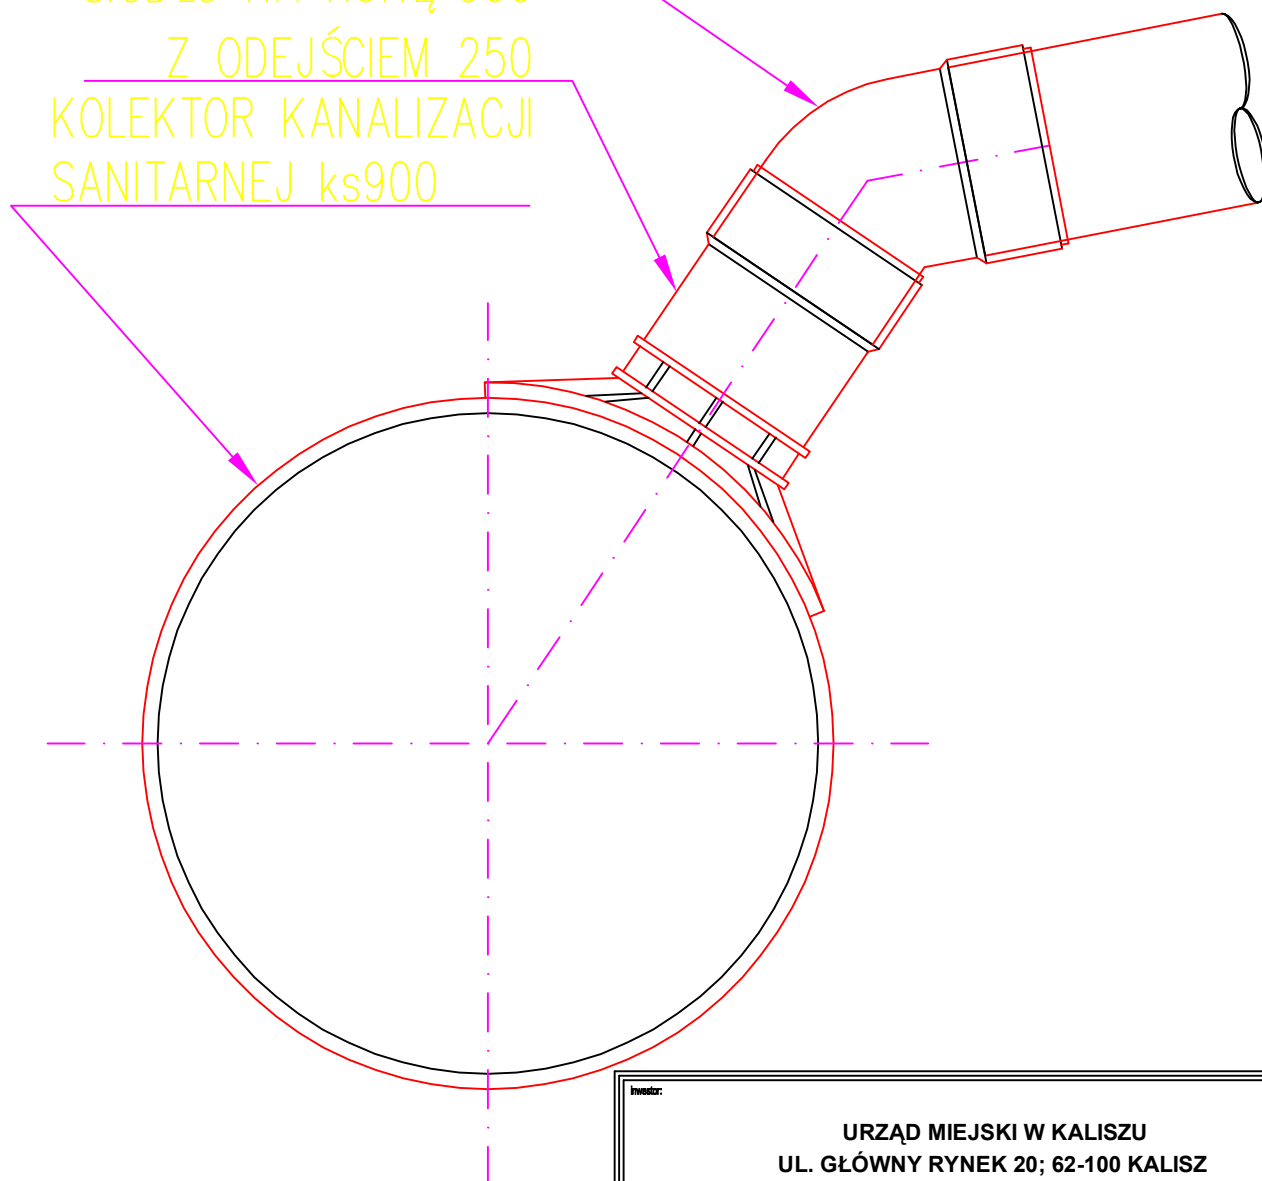 Z ODEJŚCIEM 250
KOLEKTOR KANALIZACJI
SANITARNEJ ks900
Inwestor:
URZĄD MIEJSKI W KALISZU
UL. GŁÓWNY RYNEK 20; 62-100 KALISZ